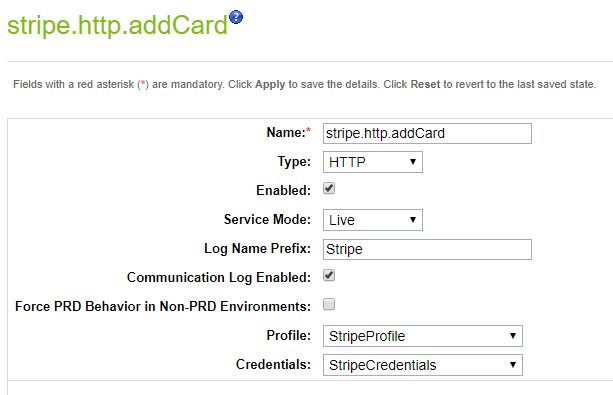 stripe.http.addCard ?
Fields with a red asterisk (*) are mandatory. Click Apply to save the details. Click Reset to revert to the last saved state.
Name:* stripe.http.addCard
Type: HTTP
Enabled:
Service Mode: Live
Log Name Prefix: Stripe
Communication Log Enabled:
Force PRD Behavior in Non-PRD Environments:
Profile: StripeProfile
Credentials: StripeCredentials